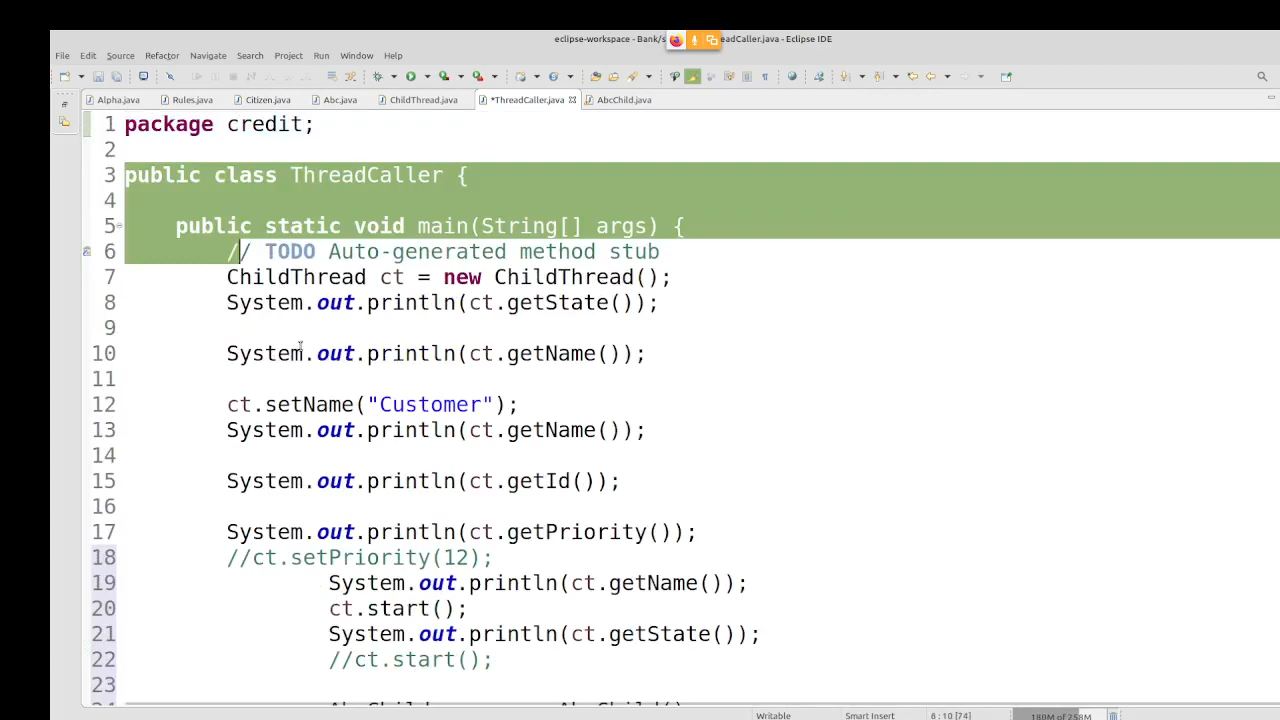 eclipse-workspace - Bank/s readCaller.java - Eclipse IDE
File Edit Source Refactor Navigate Search Project Run Window Help
Alpha.java Rules.java Citizen.java Abc.java ChildThread.java *ThreadCaller.java AbcChild.java
1 package credit;
2
3 public class ThreadCaller {
4
5 public static void main(String[] args) {
6 // TODO Auto-generated method stub
7 ChildThread ct = new ChildThread();
8 System.out.println(ct.getState());
9
10 System.out.println(ct.getName());
11
12 ct.setName("Customer");
13 System.out.println(ct.getName());
14
15 System.out.println(ct.getId());
16
17 System.out.println(ct.getPriority());
18 //ct.setPriority(12);
19 System.out.println(ct.getName());
20 ct.start();
21 System.out.println(ct.getState());
22 //ct.start();
23
Writable Smart Insert 6 : 10 [74] 180M of 258M